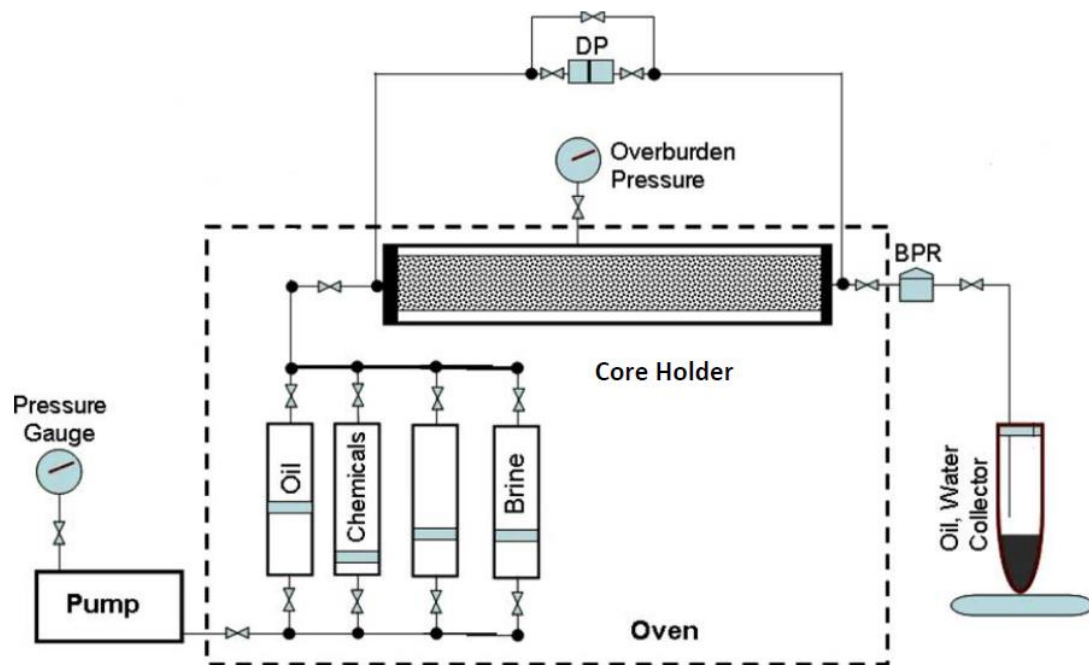 DP
Overburden
Pressure
BPR
Core Holder
Pressure
Gauge
Oil
Chemicals
Brine
Oil, Water
Collector
Pump
Oven